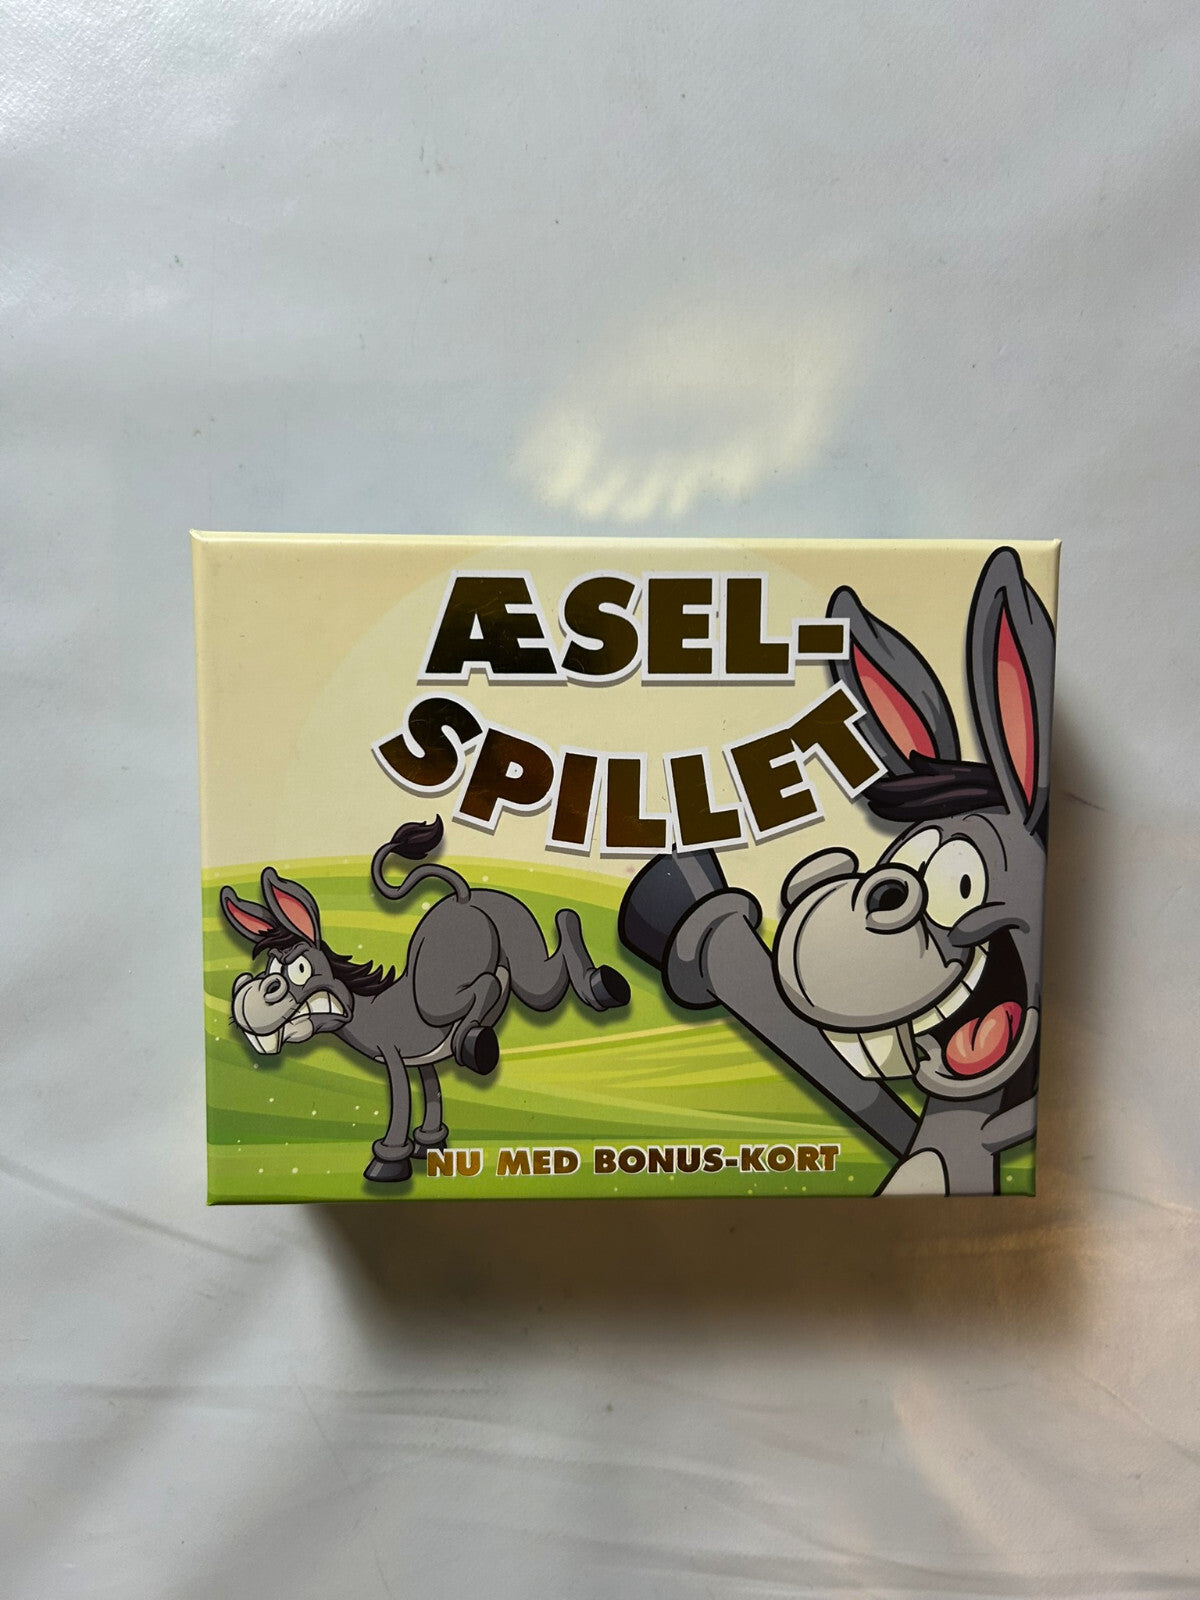 ÆSEL-
SPILLET
NU MED BONUS-KORT